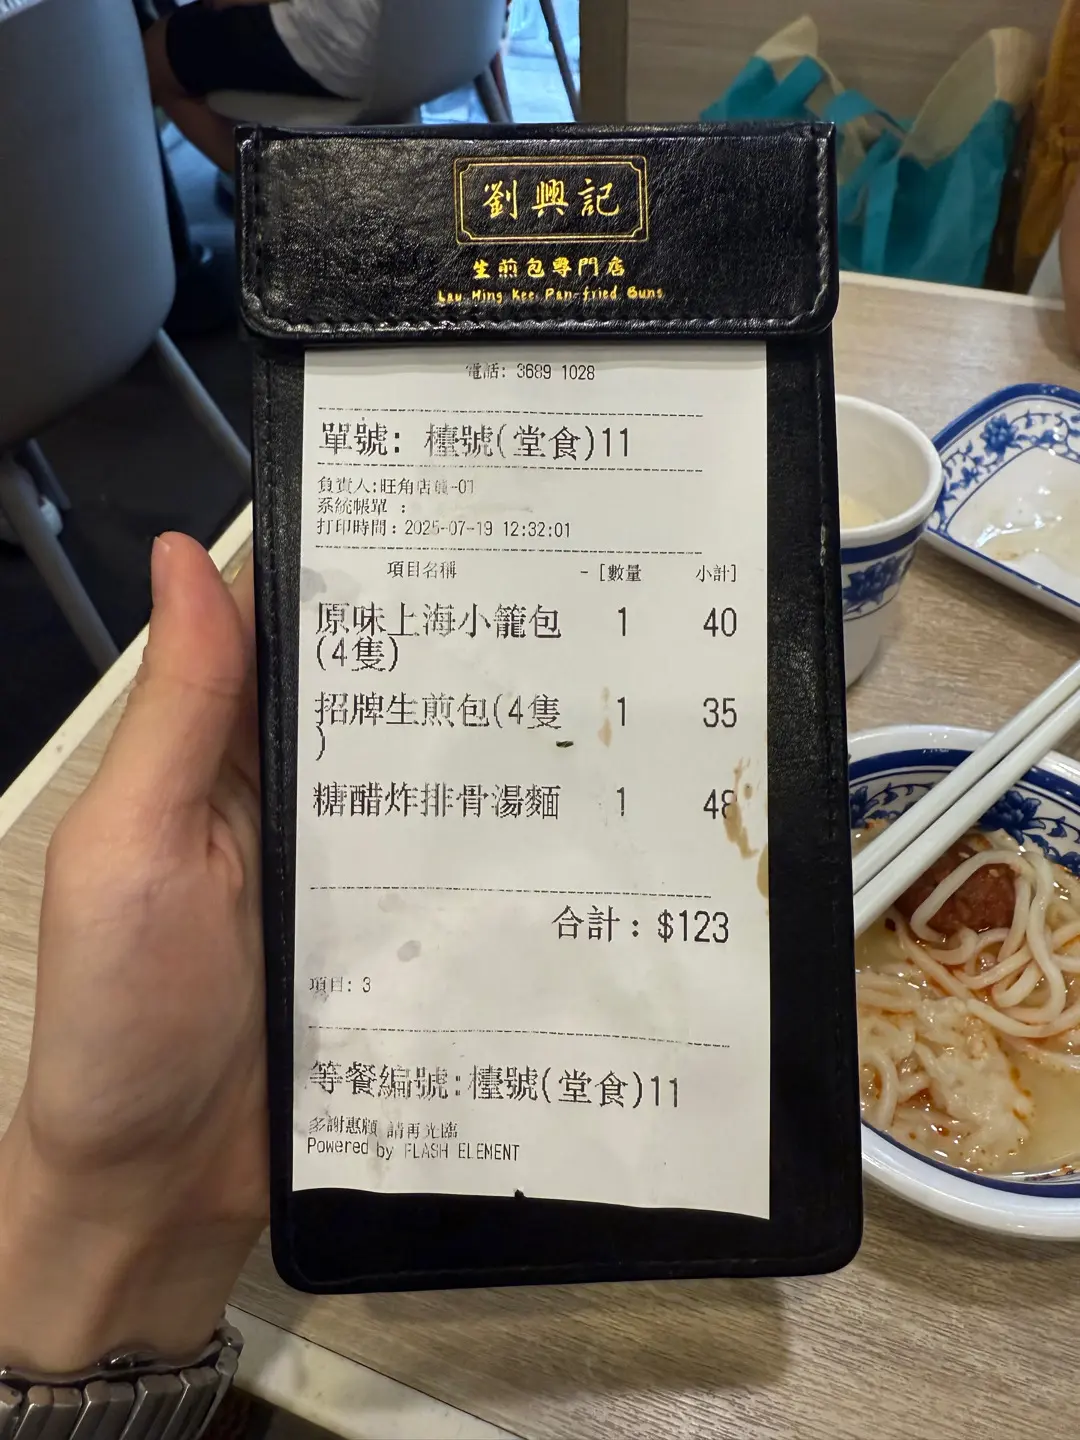 劉興記
生煎包專門店
Lau Hing Kee Pan-fried Buns
電話: 3689 1028
單號: 檯號(堂食)11
負責人:旺角店 -01
系統帳單 :
打印時間: 2025-07-19 12:32:01
項目名稱 - [數量 小計]
原味上海小籠包 1 40
(4隻)
招牌生煎包(4隻 1 35
)
糖醋炸排骨湯麵 1 48
合計: $123
項目: 3
等餐編號:檯號(堂食)11
多謝惠顧 請再光臨
Powered by FLASH ELEMENT